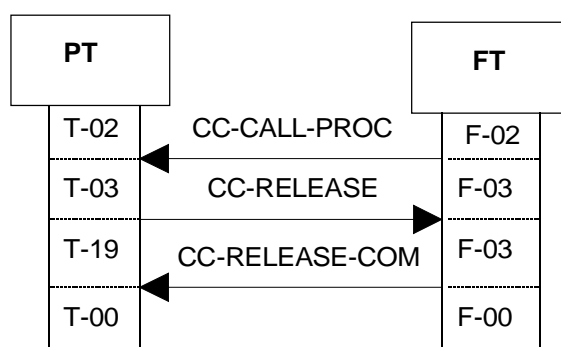 PT
FT
T-02 CC-CALL-PROC F-02
T-03 CC-RELEASE F-03
T-19 CC-RELEASE-COM F-03
T-00 F-00